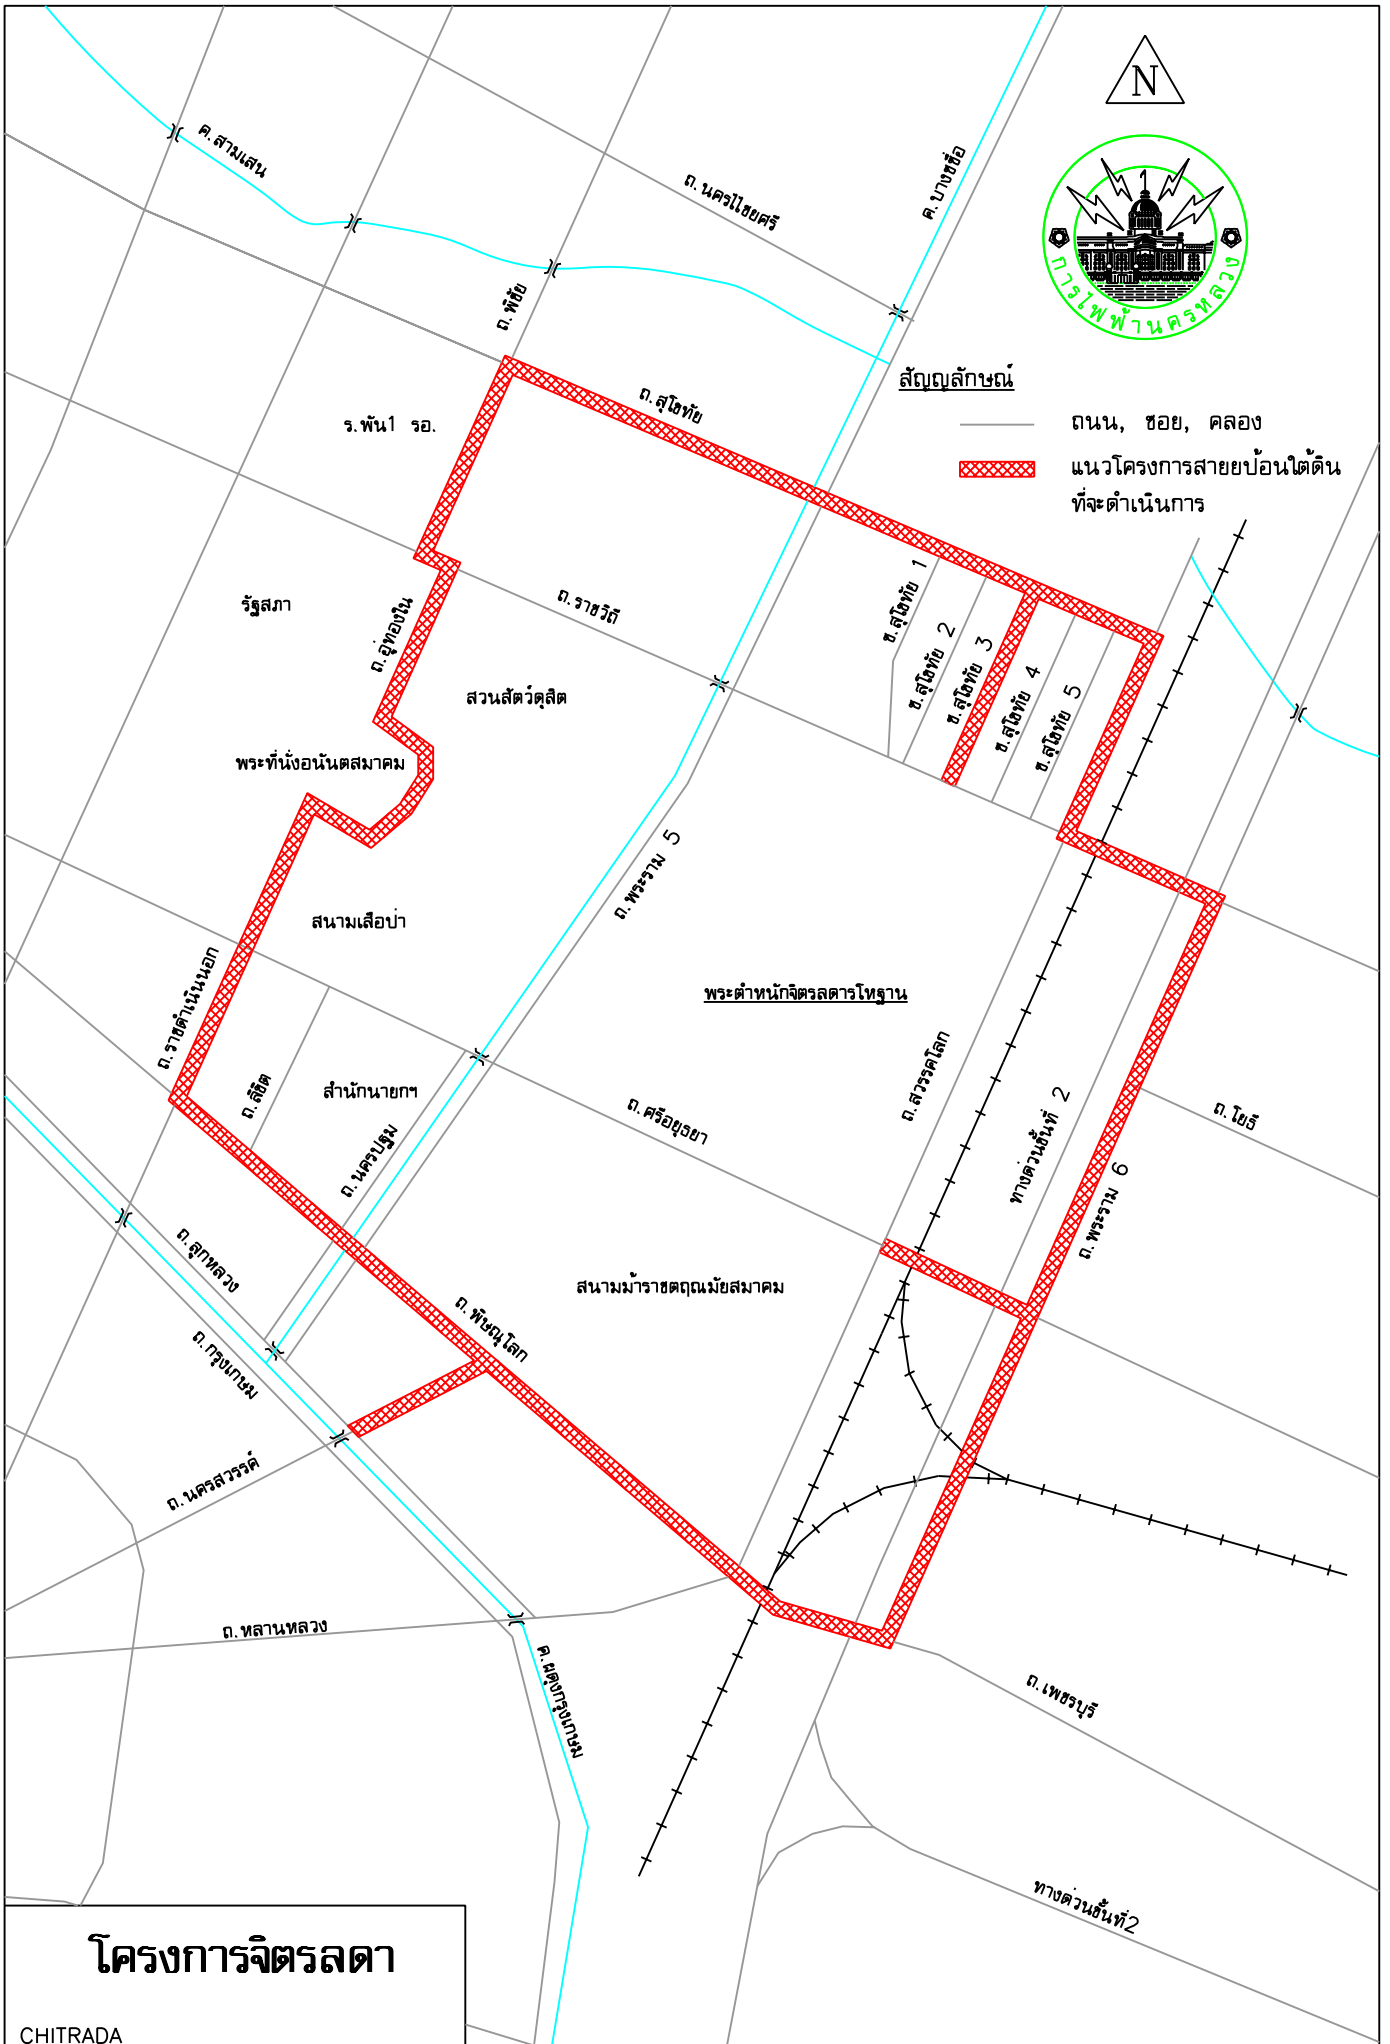 N
ค.สามเสน
ถ.นครไชยศรี
ค.บางซื่อ
การไฟฟ้านครหลวง
ถ.พิชัย
สัญญลักษณ์
ถนน, ซอย, คลอง
แนวโครงการสายยป้อนใต้ดิน
ที่จะดำเนินการ
ถ.สุโขทัย
ร.พัน1 รอ.
รัฐสภา
ถ.อู่ทองใน
ถ.ราชวิถี
ซ.สุโขทัย 1
ซ.สุโขทัย 2
ซ.สุโขทัย 3
ซ.สุโขทัย 4
ซ.สุโขทัย 5
สวนสัตว์ดุสิต
พระที่นั่งอนันตสมาคม
ถ.พระราม 5
สนามเสือป่า
พระตำหนักจิตรลดารโหฐาน
ถ.ราชดำเนินนอก
ถ.ลิขิต
สำนักนายกฯ
ถ.นครปฐม
ถ.ศรีอยุธยา
ถ.สวรรคโลก
ทางด่วนขั้นที่ 2
ถ.พระราม 6
ถ.โยธี
ถ.ลูกหลวง
ถ.กรุงเกษม
สนามม้าราชตฤณมัยสมาคม
ถ.พิษณุโลก
ถ.นครสวรรค์
ถ.หลานหลวง
ค.ผดุงกรุงเกษม
ถ.เพชรบุรี
ทางด่วนขั้นที่2
โครงการจิตรลดา
CHITRADA